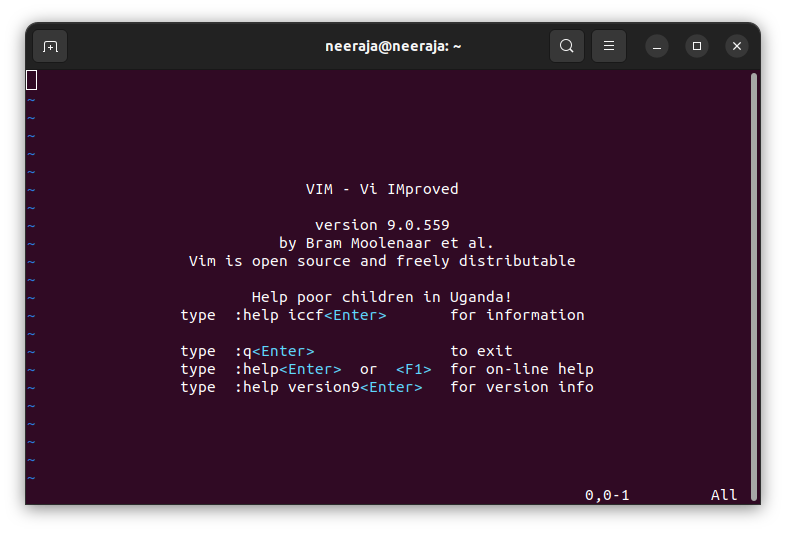 neeraja@neeraja: ~
~
~
~
~
~
~ VIM - Vi IMproved
~
~ version 9.0.559
~ by Bram Moolenaar et al.
~ Vim is open source and freely distributable
~
~ Help poor children in Uganda!
~ type :help iccf<Enter> for information
~
~ type :q<Enter> to exit
~ type :help<Enter> or <F1> for on-line help
~ type :help version9<Enter> for version info
~
~
~
~
~
0,0-1 All